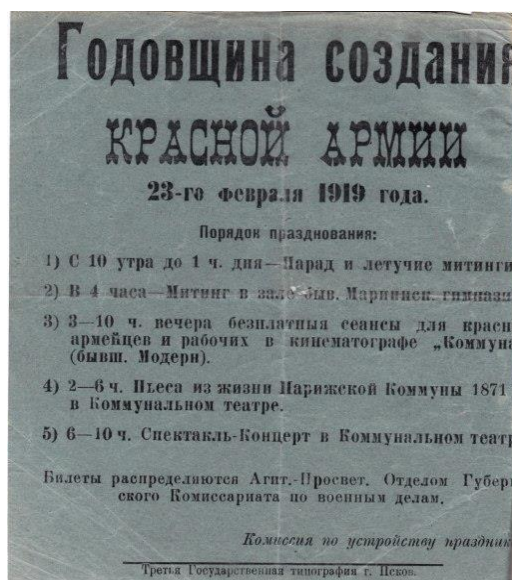 Годовщина создания
КРАСНОЙ АРМИИ
23-го февраля 1919 года.
Порядок празднования:
1) С 10 утра до 1 ч. дня—Парад и летучие митинги
2) В 4 часа—Митинг в зале быв. Мариинск. гимнази
3) 3—10 ч. вечера безплатныя сеансы для красн
армейцев и рабочих в кинематографе „Коммуна
(бывш. Модерн).
4) 2—6 ч. Пьеса из жизни Парижской Коммуны 1871
в Коммунальном театре.
5) 6—10 ч. Спектакль-Концерт в Коммунальном театр
Билеты распределяются Агит.-Просвет. Отделом Губерн
ского Комиссариата по военным делам.
Комиссия по устройству праздник
Третья Государственная типография г. Псков.